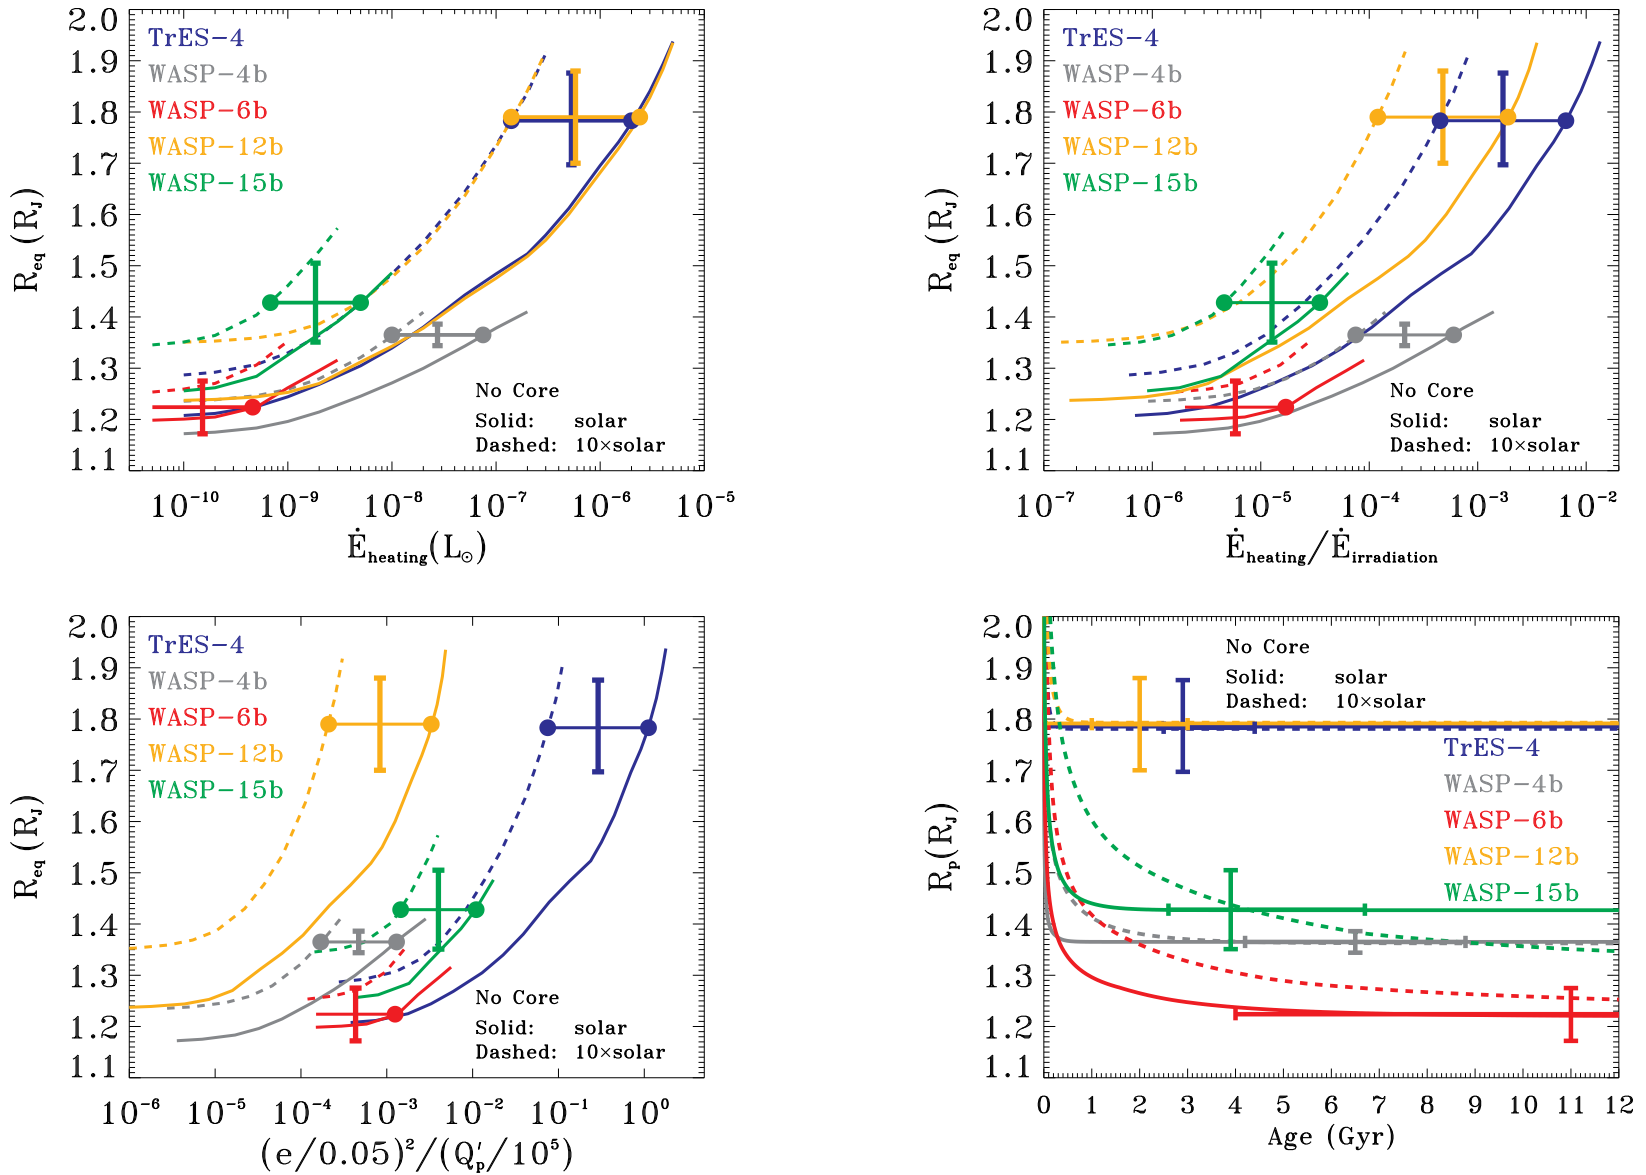 2.0
1.9
1.8
1.7
1.6
1.5
1.4
1.3
1.2
1.1
R_eq (R_J)
TrES-4
WASP-4b
WASP-6b
WASP-12b
WASP-15b
No Core
Solid: solar
Dashed: 10×solar
10⁻¹⁰ 10⁻⁹ 10⁻⁸ 10⁻⁷ 10⁻⁶ 10⁻⁵
Ė_heating(L_⊙)
2.0
1.9
1.8
1.7
1.6
1.5
1.4
1.3
1.2
1.1
R_eq (R_J)
TrES-4
WASP-4b
WASP-6b
WASP-12b
WASP-15b
No Core
Solid: solar
Dashed: 10×solar
10⁻⁷ 10⁻⁶ 10⁻⁵ 10⁻⁴ 10⁻³ 10⁻²
Ė_heating/Ė_irradiation
2.0
1.9
1.8
1.7
1.6
1.5
1.4
1.3
1.2
1.1
R_eq (R_J)
TrES-4
WASP-4b
WASP-6b
WASP-12b
WASP-15b
No Core
Solid: solar
Dashed: 10×solar
10⁻⁶ 10⁻⁵ 10⁻⁴ 10⁻³ 10⁻² 10⁻¹ 10⁰
(e/0.05)²/(Q'_p/10⁵)
2.0
1.9
1.8
1.7
1.6
1.5
1.4
1.3
1.2
1.1
R_p(R_J)
No Core
Solid: solar
Dashed: 10×solar
TrES-4
WASP-4b
WASP-6b
WASP-12b
WASP-15b
0 1 2 3 4 5 6 7 8 9 10 11 12
Age (Gyr)